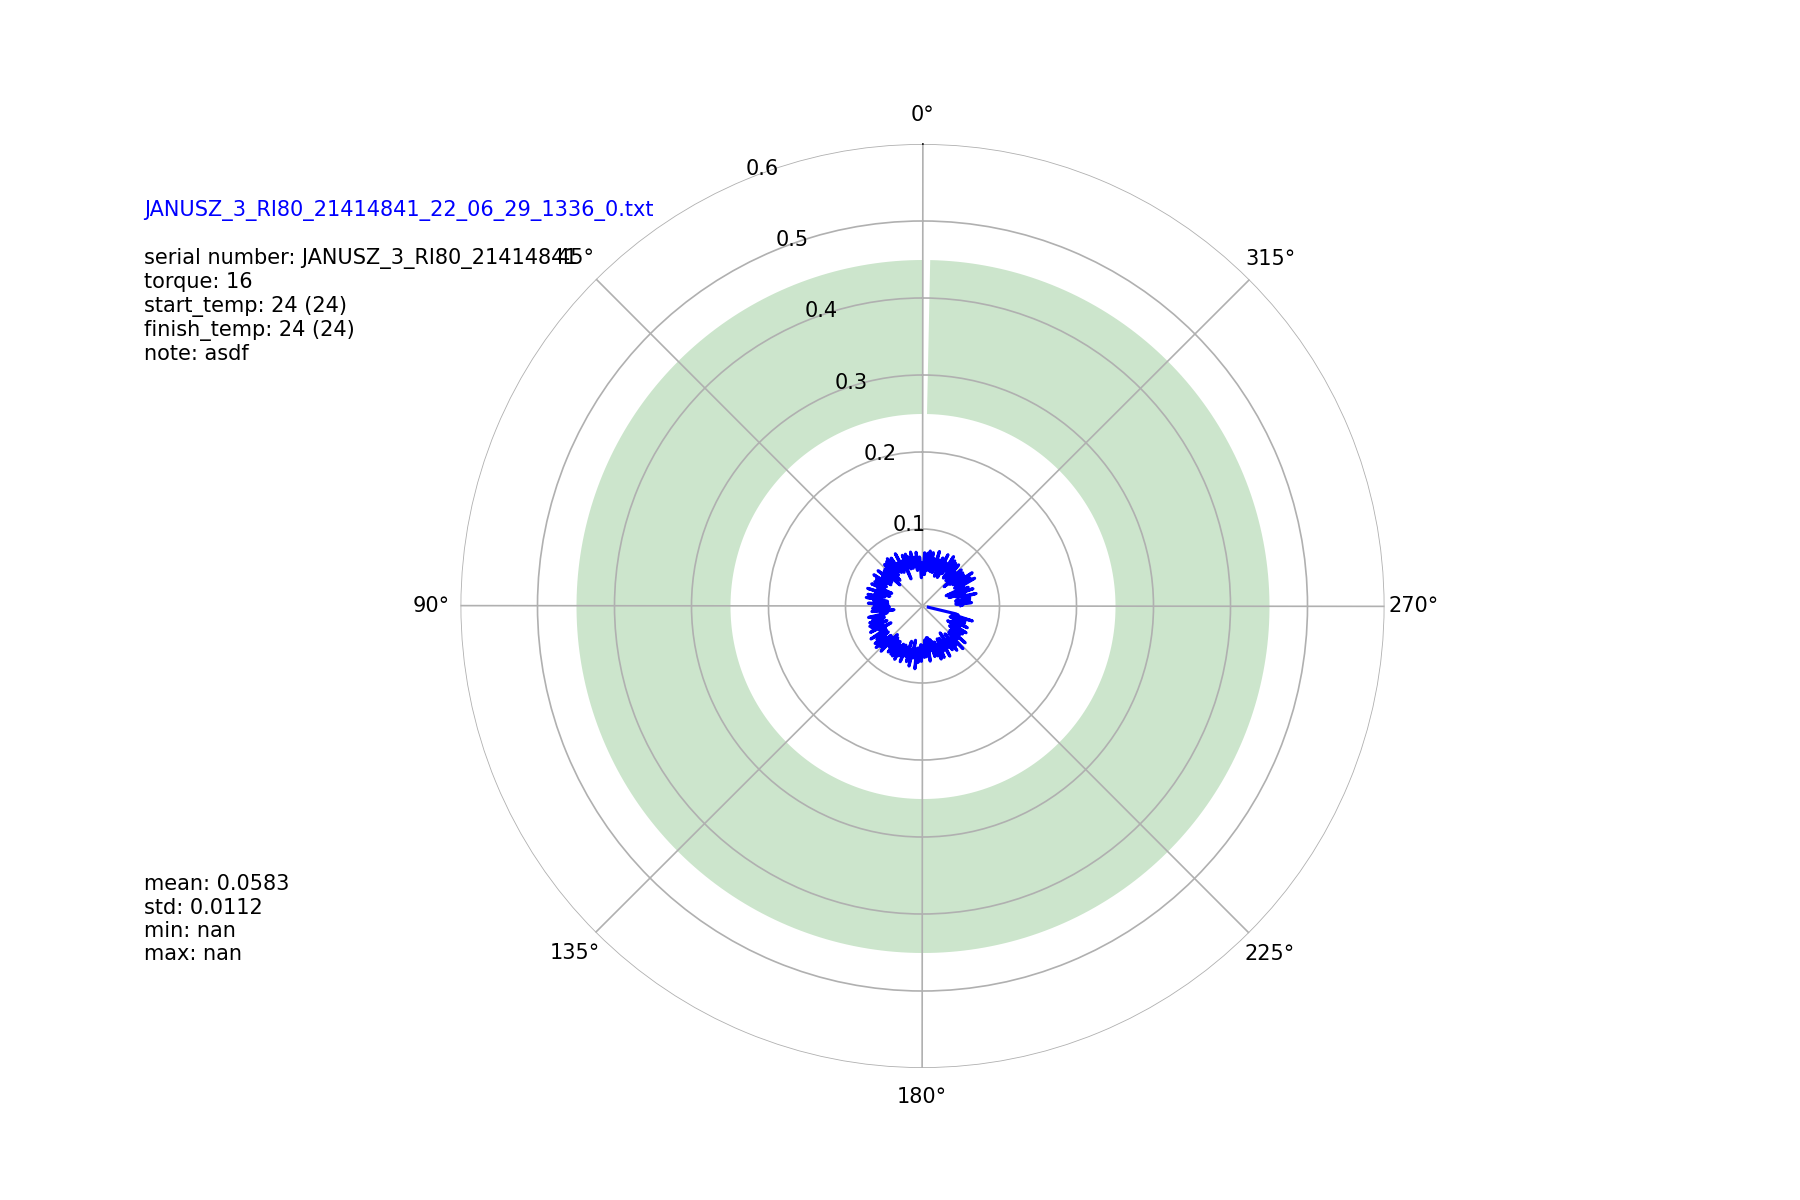 0°
0.6
JANUSZ_3_RI80_21414841_22_06_29_1336_0.txt
0.5
serial number: JANUSZ_3_RI80_21414841
45°
315°
torque: 16
start_temp: 24 (24)
0.4
finish_temp: 24 (24)
note: asdf
0.3
0.2
0.1
90°
270°
mean: 0.0583
std: 0.0112
min: nan
max: nan
135°
225°
180°